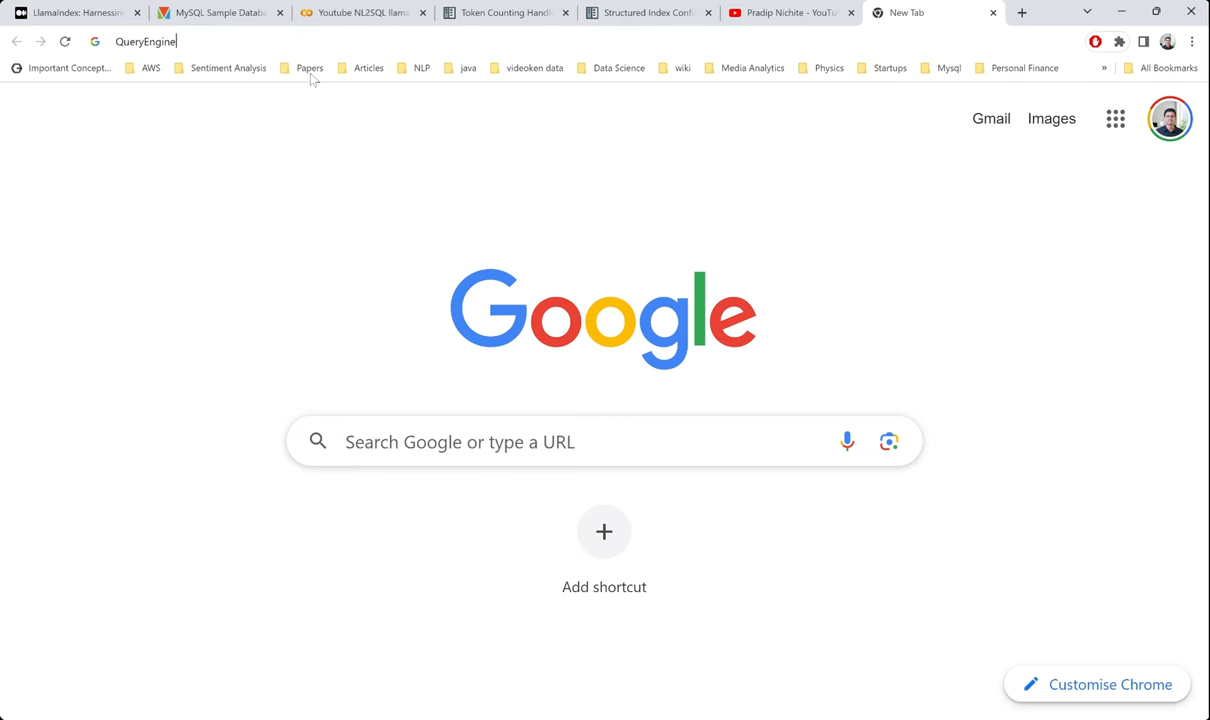 LlamaIndex: Harnessin
MySQL Sample Databa
Youtube NL2SQL llama
Token Counting Handl
Structured Index Confi
Pradip Nichite - YouTu
New Tab
QueryEngine
Important Concept...
AWS
Sentiment Analysis
Papers
Articles
NLP
java
videoken data
Data Science
wiki
Media Analytics
Physics
Startups
Mysql
Personal Finance
»
All Bookmarks
Gmail
Images
Google
Search Google or type a URL
Add shortcut
Customise Chrome